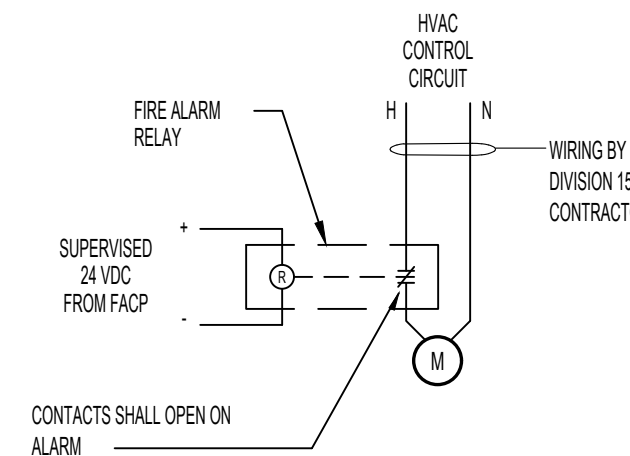 HVAC
CONTROL
CIRCUIT
H N
FIRE ALARM
RELAY
WIRING BY
DIVISION 15
CONTRACT
+
SUPERVISED
24 VDC
FROM FACP
-
R
M
CONTACTS SHALL OPEN ON
ALARM